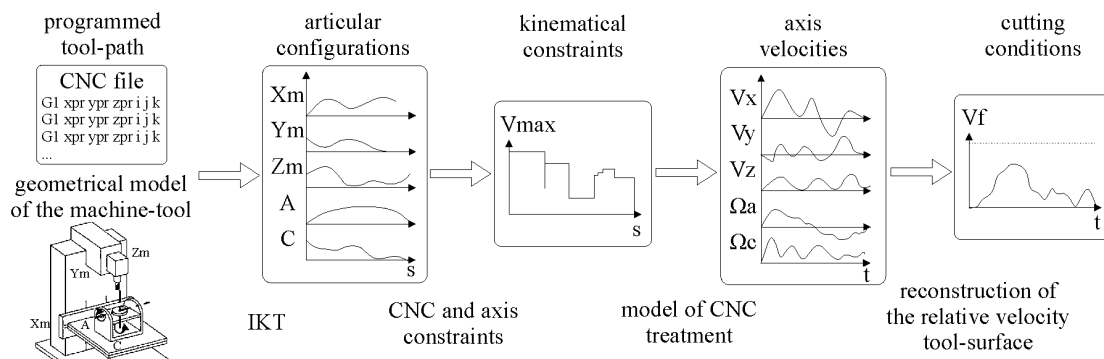 programmed
tool-path
CNC file
G1 xpr ypr zpr i j k
G1 xpr ypr zpr i j k
G1 xpr ypr zpr i j k
...
geometrical model
of the machine-tool
Zm
Ym
Xm
A
C
IKT
articular
configurations
Xm
Ym
Zm
A
C
s
CNC and axis
constraints
kinematical
constraints
Vmax
s
model of CNC
treatment
axis
velocities
Vx
Vy
Vz
Ωa
Ωc
t
reconstruction of
the relative velocity
tool-surface
cutting
conditions
Vf
t